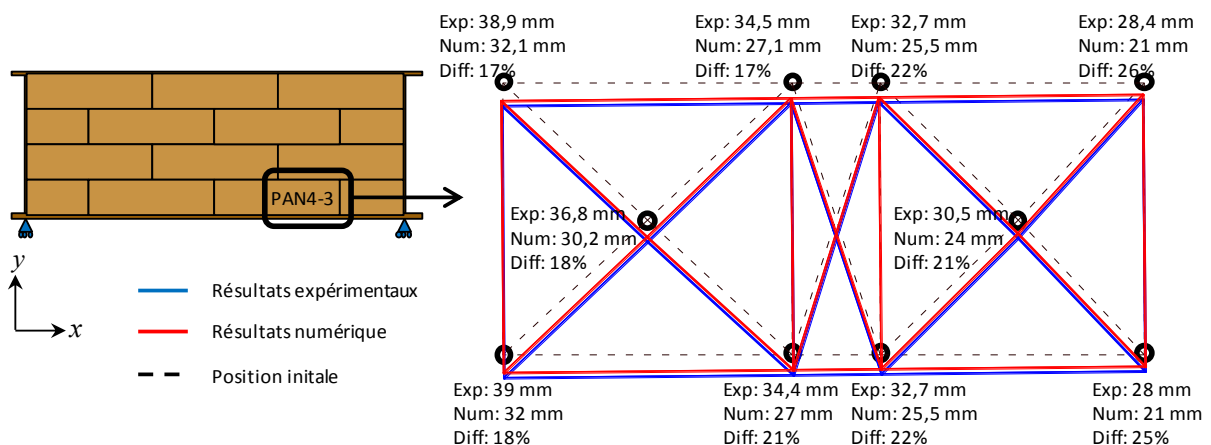 PAN4-3
y
x
Résultats expérimentaux
Résultats numérique
Position initale
Exp: 38,9 mm
Num: 32,1 mm
Diff: 17%
Exp: 34,5 mm
Num: 27,1 mm
Diff: 17%
Exp: 32,7 mm
Num: 25,5 mm
Diff: 22%
Exp: 28,4 mm
Num: 21 mm
Diff: 26%
Exp: 36,8 mm
Num: 30,2 mm
Diff: 18%
Exp: 30,5 mm
Num: 24 mm
Diff: 21%
Exp: 39 mm
Num: 32 mm
Diff: 18%
Exp: 34,4 mm
Num: 27 mm
Diff: 21%
Exp: 32,7 mm
Num: 25,5 mm
Diff: 22%
Exp: 28 mm
Num: 21 mm
Diff: 25%